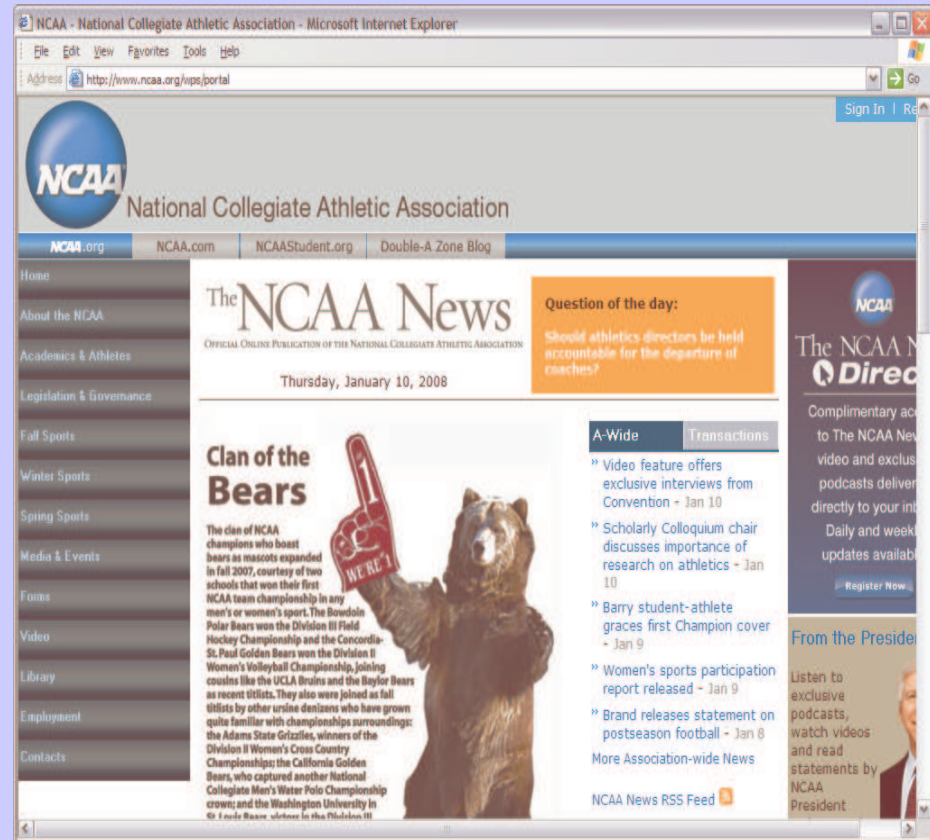 NCAA - National Collegiate Athletic Association - Microsoft Internet Explorer
File Edit View Favorites Tools Help
Address http://www.ncaa.org/wps/portal Go
Sign In | Re
NCAA
National Collegiate Athletic Association
NCAA.org NCAA.com NCAAStudent.org Double-A Zone Blog
Home
About the NCAA
Academics & Athletes
Legislation & Governance
Fall Sports
Winter Sports
Spring Sports
Media & Events
Forms
Video
Library
Employment
Contacts
The NCAA News
OFFICIAL ONLINE PUBLICATION OF THE NATIONAL COLLEGIATE ATHLETIC ASSOCIATION
Thursday, January 10, 2008
Question of the day:
Should athletics directors be held
accountable for the departure of
coaches?
Clan of the
Bears
The clan of NCAA
champions who boast
bears as mascots expanded
in fall 2007, courtesy of two
schools that won their first
NCAA team championship in any
men's or women's sport. The Bowdoin
Polar Bears won the Division III Field
Hockey Championship and the Concordia-
St. Paul Golden Bears won the Division II
Women's Volleyball Championship, joining
cousins like the UCLA Bruins and the Baylor Bears
as recent titlists. They also were joined as fall
titlists by other ursine denizens who have grown
quite familiar with championships surroundings:
the Adams State Grizzlies, winners of the
Division II Women's Cross Country
Championships; the California Golden
Bears, who captured another National
Collegiate Men's Water Polo Championship
crown; and the Washington University in
St. Louis Bears, victors in the Division III
1
WE'RE'1
A-Wide Transactions
» Video feature offers
exclusive interviews from
Convention - Jan 10
» Scholarly Colloquium chair
discusses importance of
research on athletics - Jan
10
» Barry student-athlete
graces first Champion cover
- Jan 9
» Women's sports participation
report released - Jan 9
» Brand releases statement on
postseason football - Jan 8
More Association-wide News
NCAA News RSS Feed
NCAA
The NCAA N
Direc
Complimentary acc
to The NCAA New
video and exclus
podcasts deliver
directly to your inb
Daily and weekl
updates availab
Register Now
From the Preside
Listen to
exclusive
podcasts,
watch videos
and read
statements by
NCAA
President